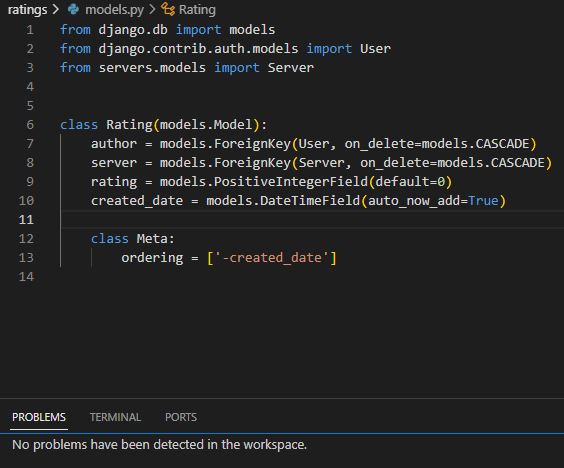 ratings > models.py > Rating
1 from django.db import models
2 from django.contrib.auth.models import User
3 from servers.models import Server
4
5
6 class Rating(models.Model):
7     author = models.ForeignKey(User, on_delete=models.CASCADE)
8     server = models.ForeignKey(Server, on_delete=models.CASCADE)
9     rating = models.PositiveIntegerField(default=0)
10     created_date = models.DateTimeField(auto_now_add=True)
11
12     class Meta:
13         ordering = ['-created_date']
14
PROBLEMS TERMINAL PORTS
No problems have been detected in the workspace.